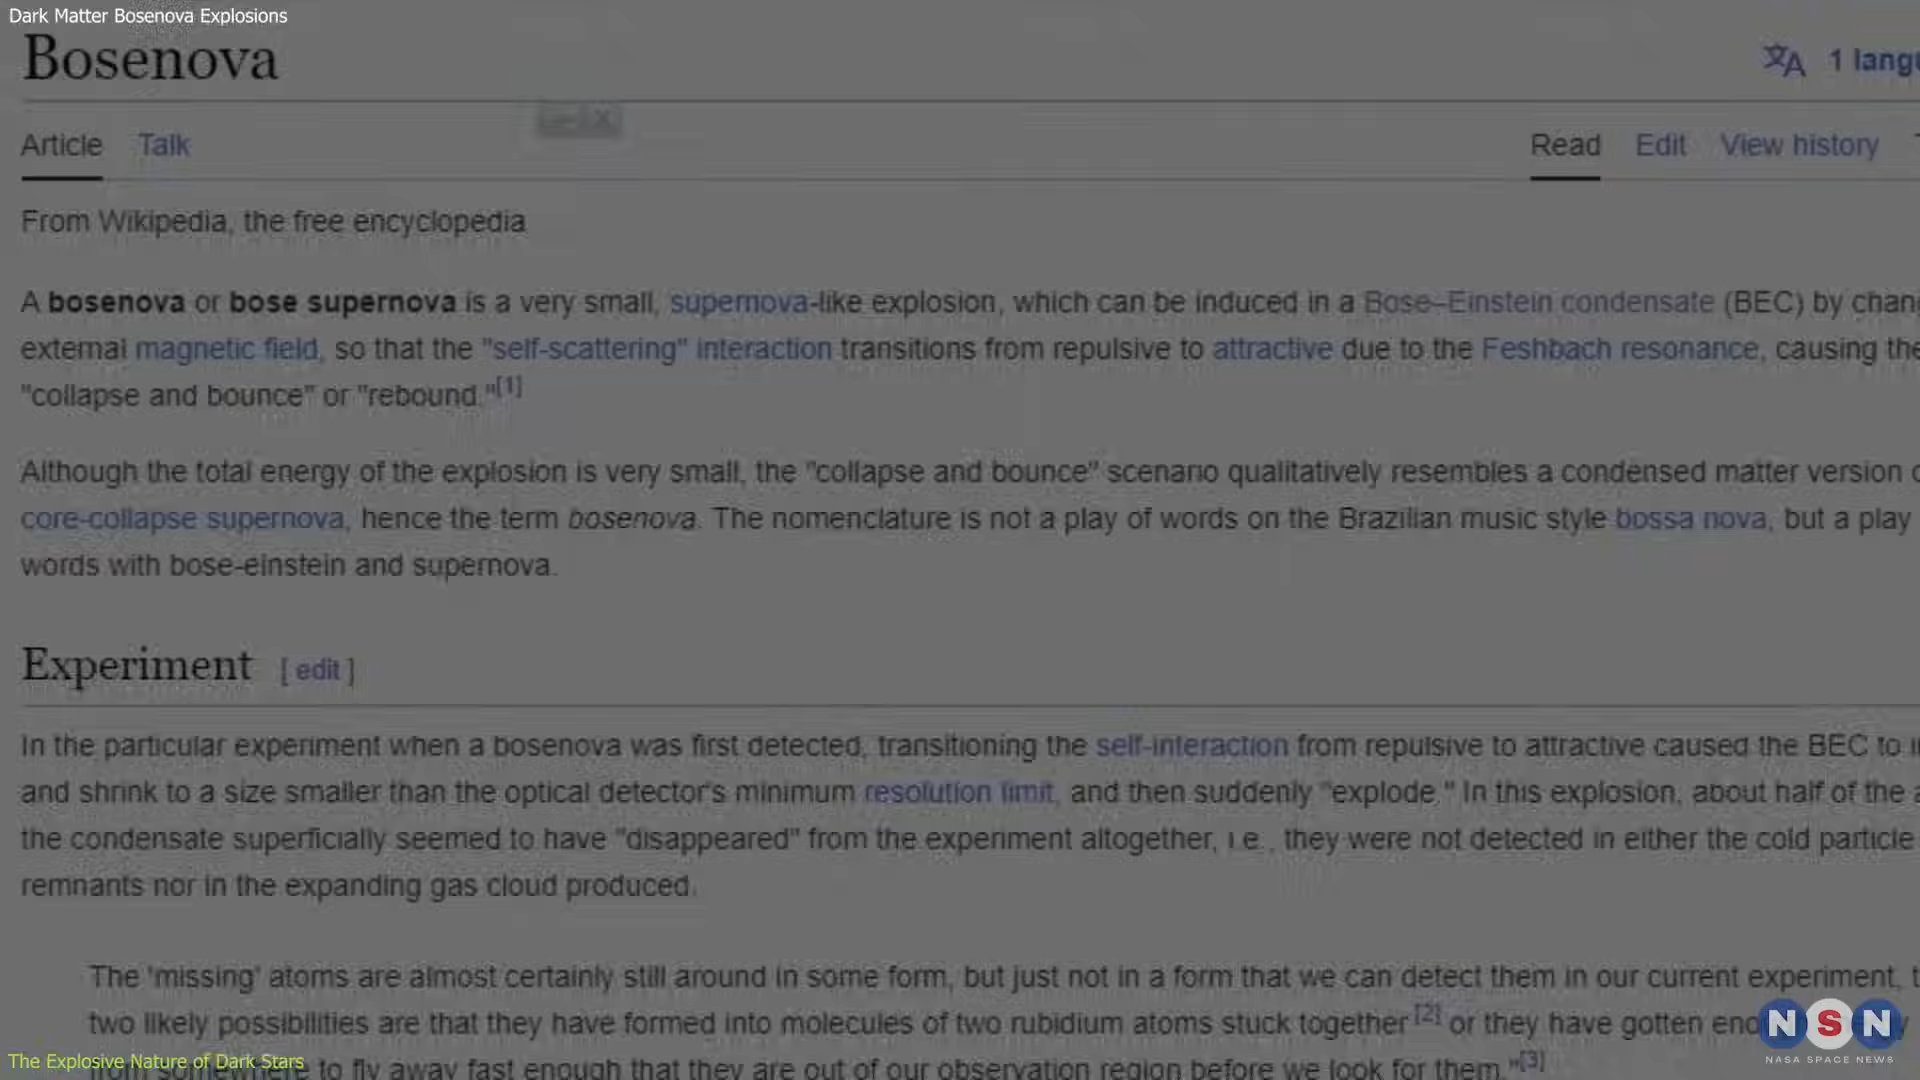 Dark Matter Bosenova Explosions
Bosenova
1 langu
Article Talk
Read Edit View history
From Wikipedia, the free encyclopedia
A bosenova or bose supernova is a very small, supernova-like explosion, which can be induced in a Bose–Einstein condensate (BEC) by chang
external magnetic field, so that the "self-scattering" interaction transitions from repulsive to attractive due to the Feshbach resonance, causing the
"collapse and bounce" or "rebound."[1]
Although the total energy of the explosion is very small, the "collapse and bounce" scenario qualitatively resembles a condensed matter version
core-collapse supernova, hence the term bosenova. The nomenclature is not a play of words on the Brazilian music style bossa nova, but a play
words with bose-einstein and supernova.
Experiment [ edit ]
In the particular experiment when a bosenova was first detected, transitioning the self-interaction from repulsive to attractive caused the BEC to
and shrink to a size smaller than the optical detector's minimum resolution limit, and then suddenly "explode." In this explosion, about half of the
the condensate superficially seemed to have "disappeared" from the experiment altogether, i.e., they were not detected in either the cold particle
remnants nor in the expanding gas cloud produced.
The 'missing' atoms are almost certainly still around in some form, but just not in a form that we can detect them in our current experiment,
two likely possibilities are that they have formed into molecules of two rubidium atoms stuck together[2] or they have gotten
to fly away fast enough that they are out of our observation region before we look for them."[3]
The Explosive Nature of Dark Stars
NSN
NASA SPACE NEWS